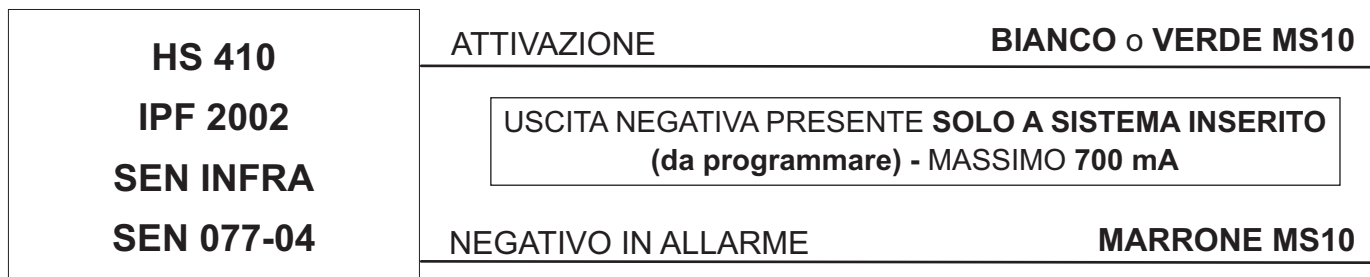 HS 410
IPF 2002
SEN INFRA
SEN 077-04
ATTIVAZIONE BIANCO o VERDE MS10
USCITA NEGATIVA PRESENTE SOLO A SISTEMA INSERITO
(da programmare) - MASSIMO 700 mA
NEGATIVO IN ALLARME MARRONE MS10